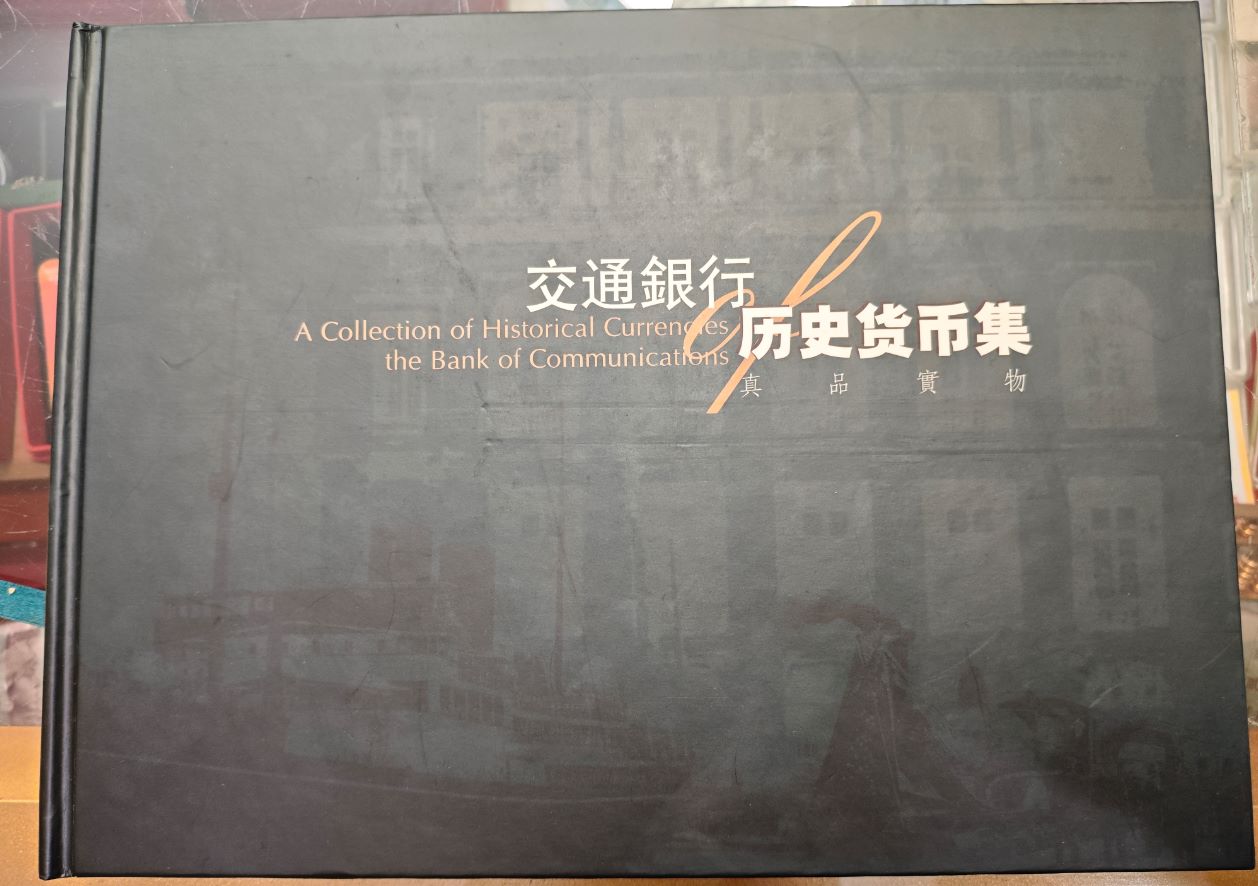 交通銀行
A Collection of Historical Currencies
of
历史货币集
the Bank of Communications
真品實物